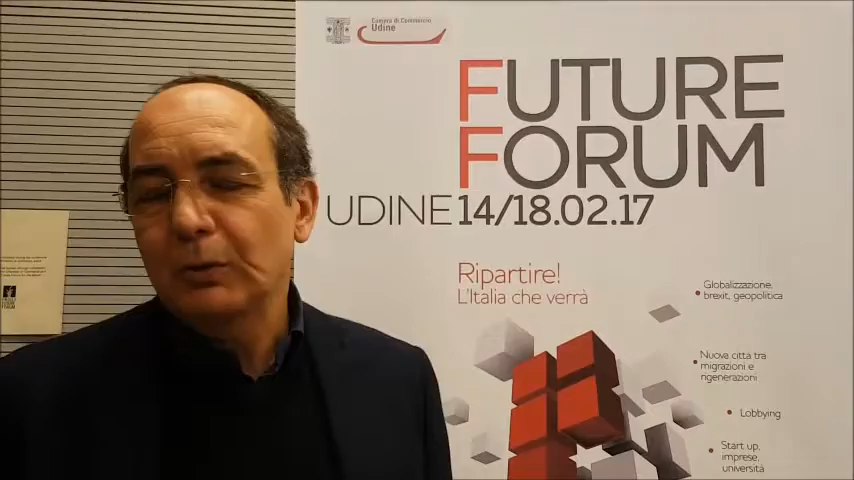 Camera di Commercio
Udine
FUTURE
FORUM
UDINE 14/18.02.17
Ripartire!
L'Italia che verrà
Globalizzazione,
brexit, geopolitica
Nuova città tra
migrazioni e
rigenerazioni
Lobbying
Start up,
imprese,
università